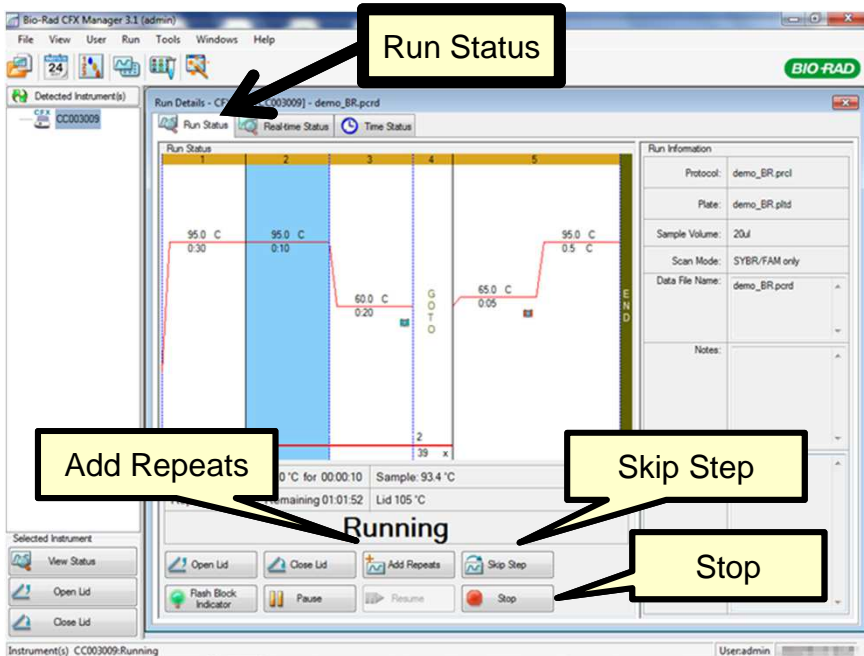 Bio-Rad CFX Manager 3.1 (admin)
File View User Run Tools Windows Help
24
BIO-RAD
Run Status
Detected Instrument(s)
CFX
CC003009
Run Details - CC003009] - demo_BR.pcrd
Run Status Real-time Status Time Status
Run Status
1 2 3 4 5
95.0 C
0:30
95.0 C
0:10
60.0 C
0:20
GOTO
65.0 C
0:05
95.0 C
0.5 C
END
2
39 x
Run Information
Protocol: demo_BR.prcl
Plate: demo_BR.pltd
Sample Volume: 20ul
Scan Mode: SYBR/FAM only
Data File Name: demo_BR.pcrd
Notes:
Add Repeats
Skip Step
Stop
0 °C for 00:00:10 Sample: 93.4 °C
Remaining 01:01:52 Lid 105 °C
Running
Open Lid Close Lid Add Repeats Skip Step
Flash Block Indicator Pause Resume Stop
Selected Instrument
View Status
Open Lid
Close Lid
Instrument(s) CC003009:Running
User:admin